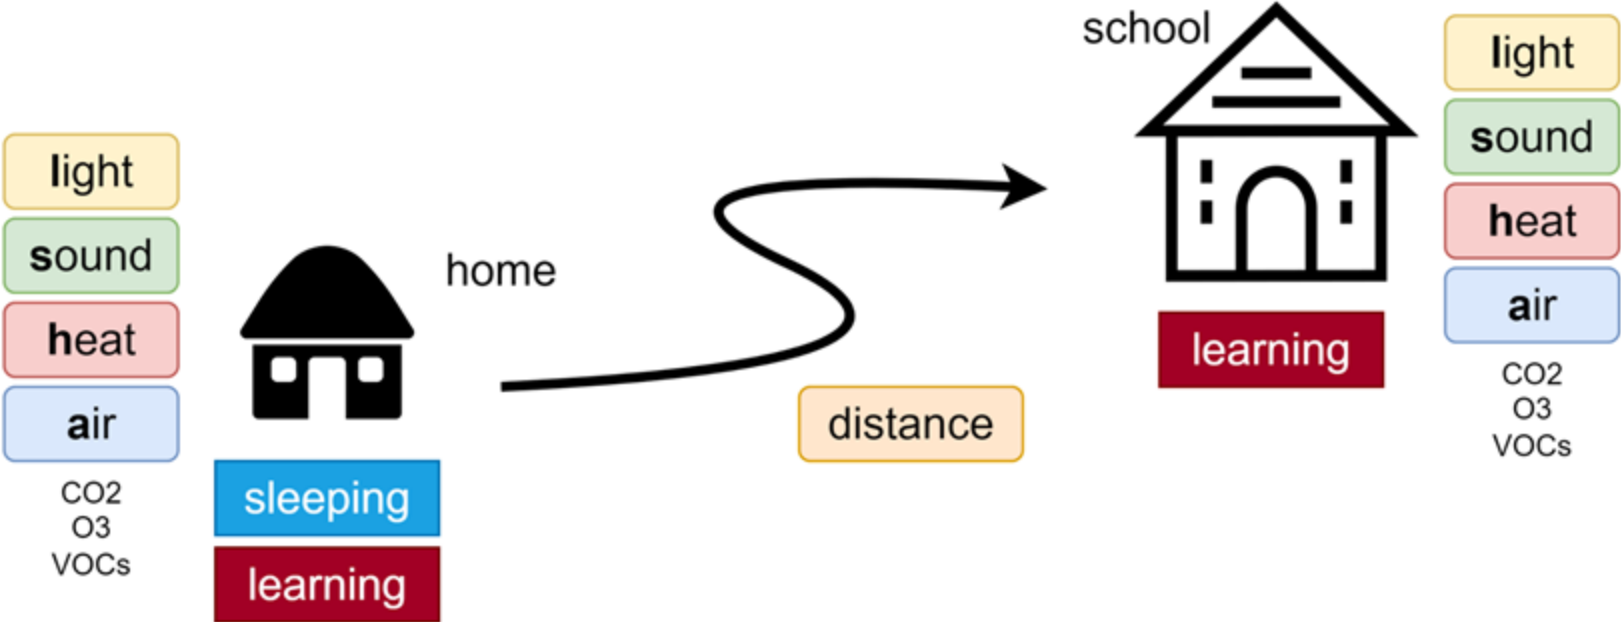 light
sound
heat
air
CO2
O3
VOCs
home
sleeping
learning
distance
school
learning
light
sound
heat
air
CO2
O3
VOCs